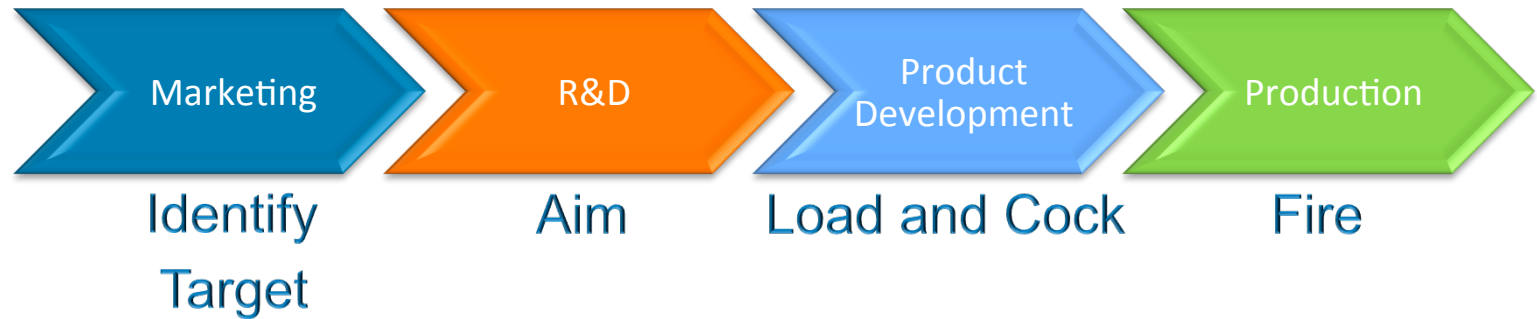 Marketing
R&D
Product
Development
Production
Identify
Target
Aim
Load and Cock
Fire